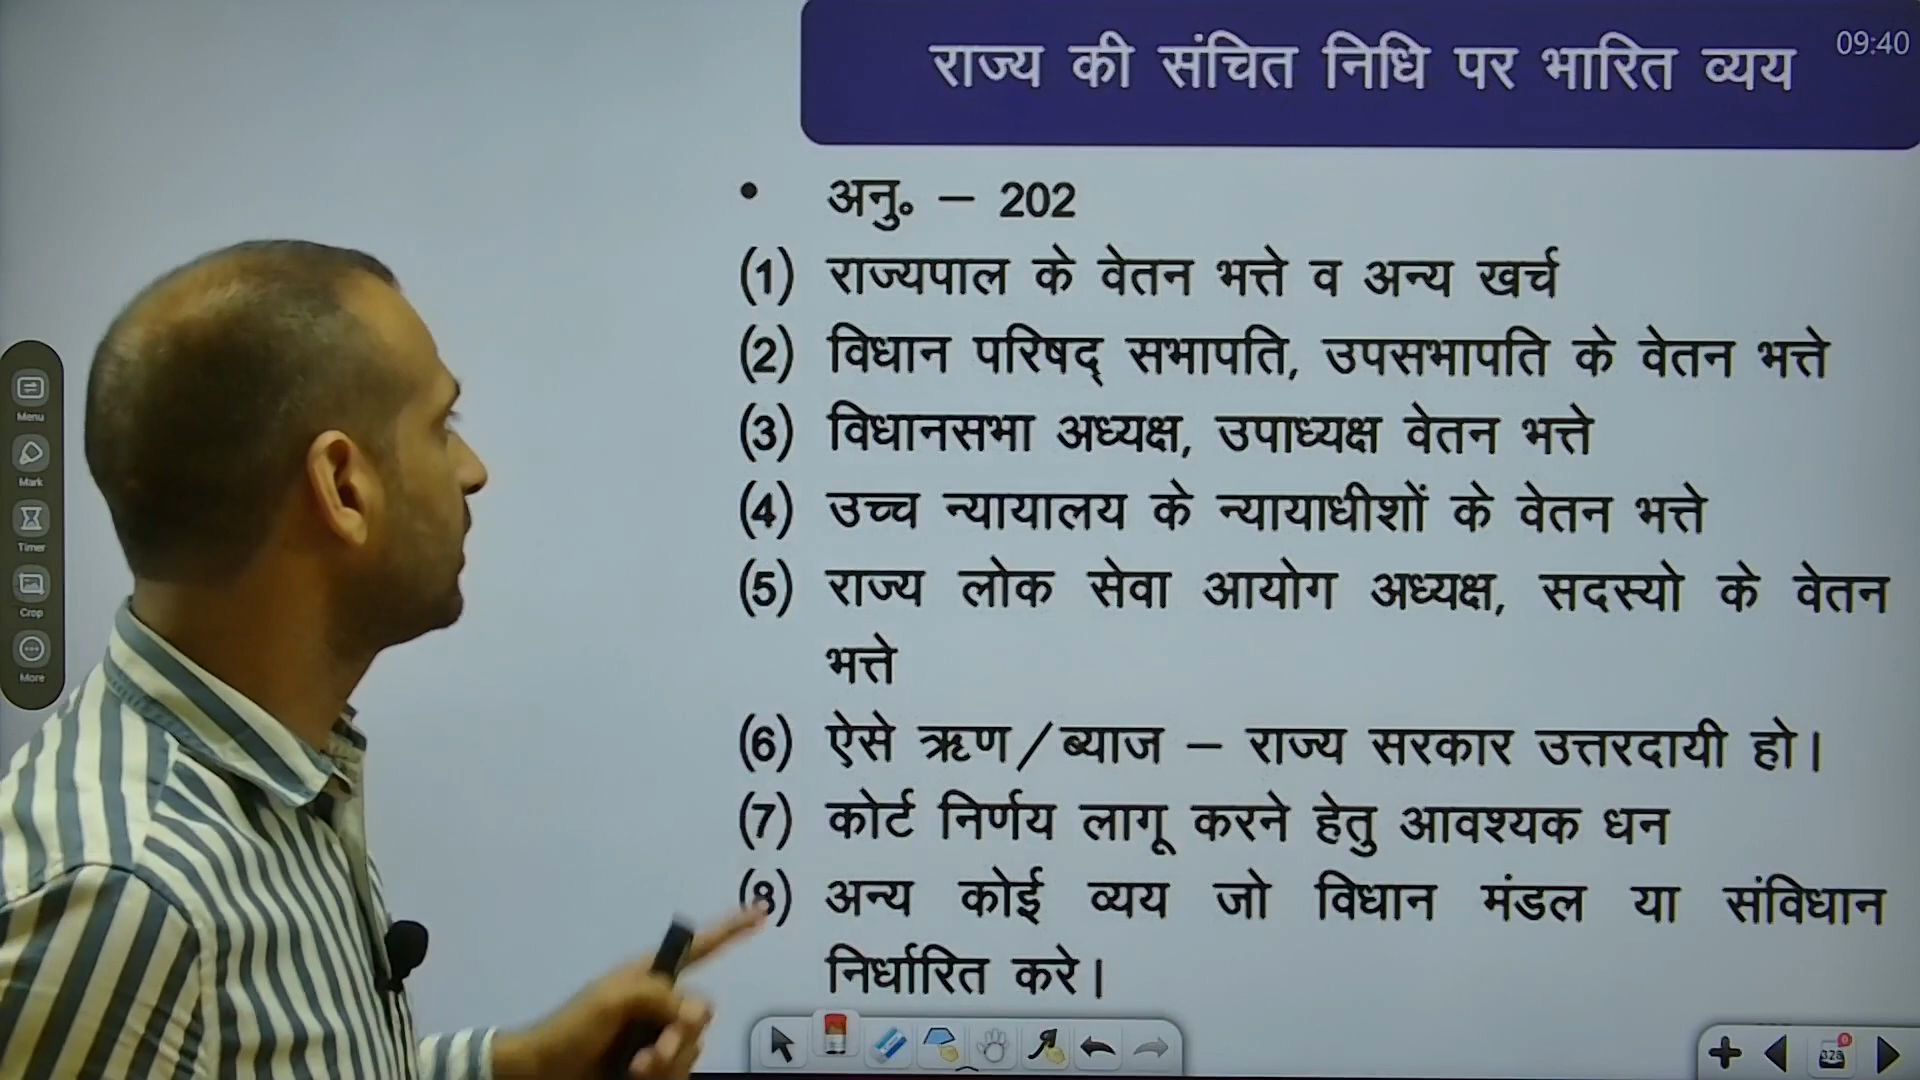 राज्य की संचित निधि पर भारित व्यय
09:40
• अनु॰ – 202
(1) राज्यपाल के वेतन भत्ते व अन्य खर्च
(2) विधान परिषद् सभापति, उपसभापति के वेतन भत्ते
(3) विधानसभा अध्यक्ष, उपाध्यक्ष वेतन भत्ते
(4) उच्च न्यायालय के न्यायाधीशों के वेतन भत्ते
(5) राज्य लोक सेवा आयोग अध्यक्ष, सदस्यो के वेतन
भत्ते
(6) ऐसे ऋण/ब्याज – राज्य सरकार उत्तरदायी हो।
(7) कोर्ट निर्णय लागू करने हेतु आवश्यक धन
(8) अन्य कोई व्यय जो विधान मंडल या संविधान
निर्धारित करे।
Menu
Mark
Timer
Crop
More
328
0